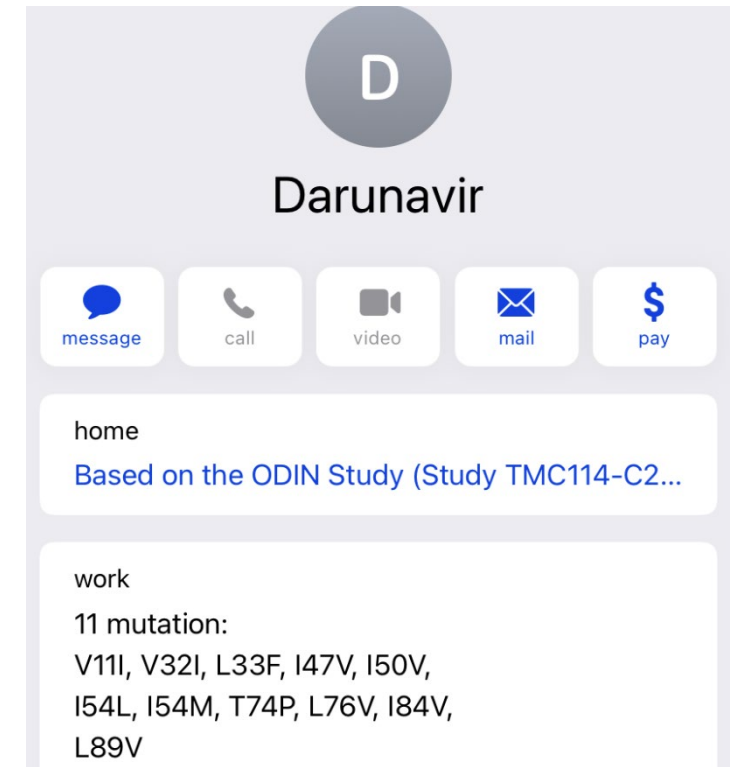 D
Darunavir
message call video mail pay
home
Based on the ODIN Study (Study TMC114-C2...
work
11 mutation:
V11I, V32I, L33F, I47V, I50V,
I54L, I54M, T74P, L76V, I84V,
L89V